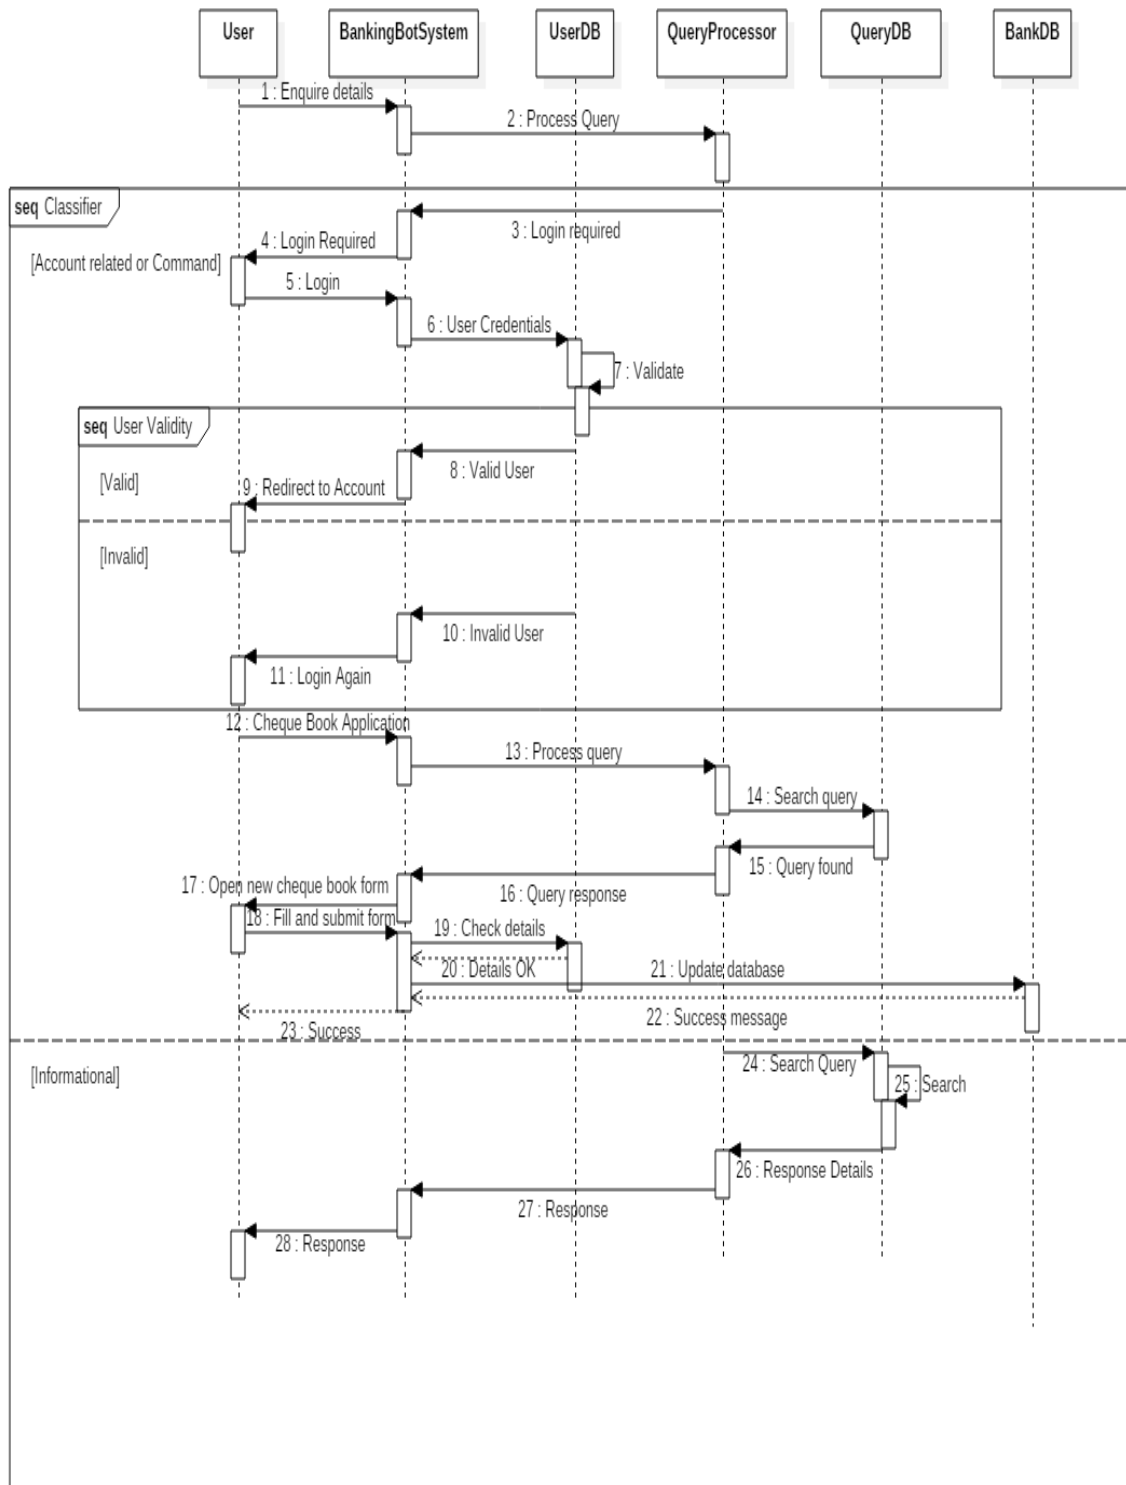 User
BankingBotSystem
UserDB
QueryProcessor
QueryDB
BankDB
1 : Enquire details
2 : Process Query
seq Classifier
3 : Login required
4 : Login Required
[Account related or Command]
5 : Login
6 : User Credentials
7 : Validate
seq User Validity
8 : Valid User
[Valid]
9 : Redirect to Account
[Invalid]
10 : Invalid User
11 : Login Again
12 : Cheque Book Application
13 : Process query
14 : Search query
15 : Query found
16 : Query response
17 : Open new cheque book form
18 : Fill and submit form
19 : Check details
20 : Details OK
21 : Update database
22 : Success message
23 : Success
24 : Search Query
[Informational]
25 : Search
26 : Response Details
27 : Response
28 : Response